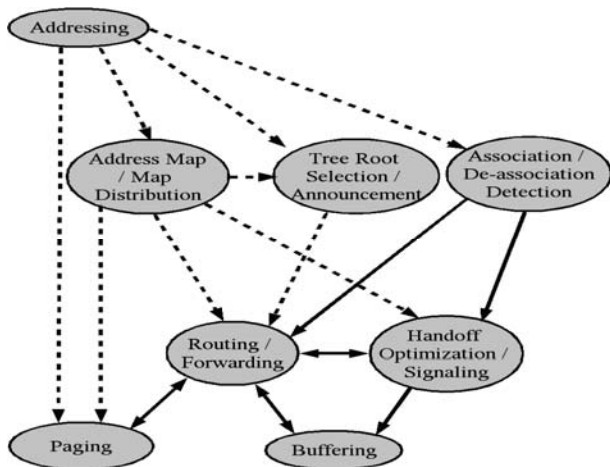 Addressing
Address Map
/ Map
Distribution
Tree Root
Selection /
Announcement
Association /
De-association
Detection
Routing /
Forwarding
Handoff
Optimization /
Signaling
Paging
Buffering